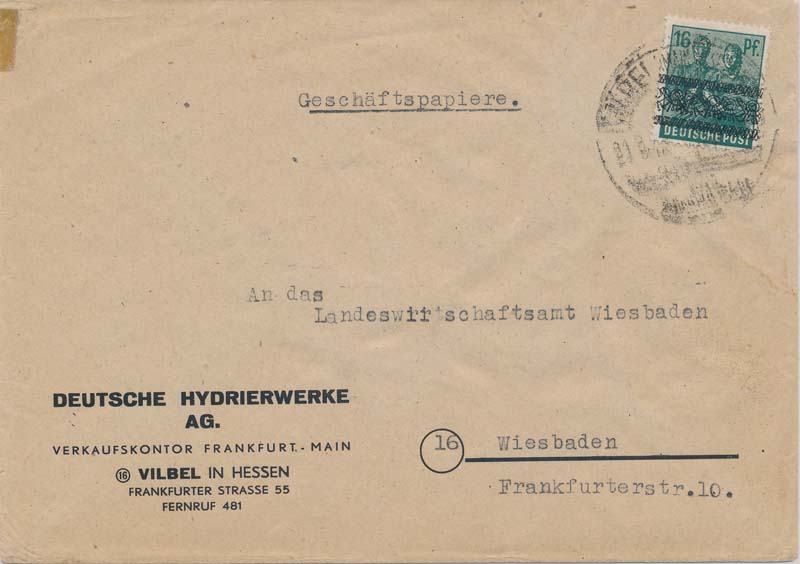 16 Pf.
DEUTSCHE POST
Geschäftspapiere.
An das
Landeswirtschaftsamt Wiesbaden
DEUTSCHE HYDRIERWERKE
AG.
VERKAUFSKONTOR FRANKFURT.-MAIN
16 VILBEL IN HESSEN
FRANKFURTER STRASSE 55
FERNRUF 481
16 Wiesbaden
Frankfurterstr.10.